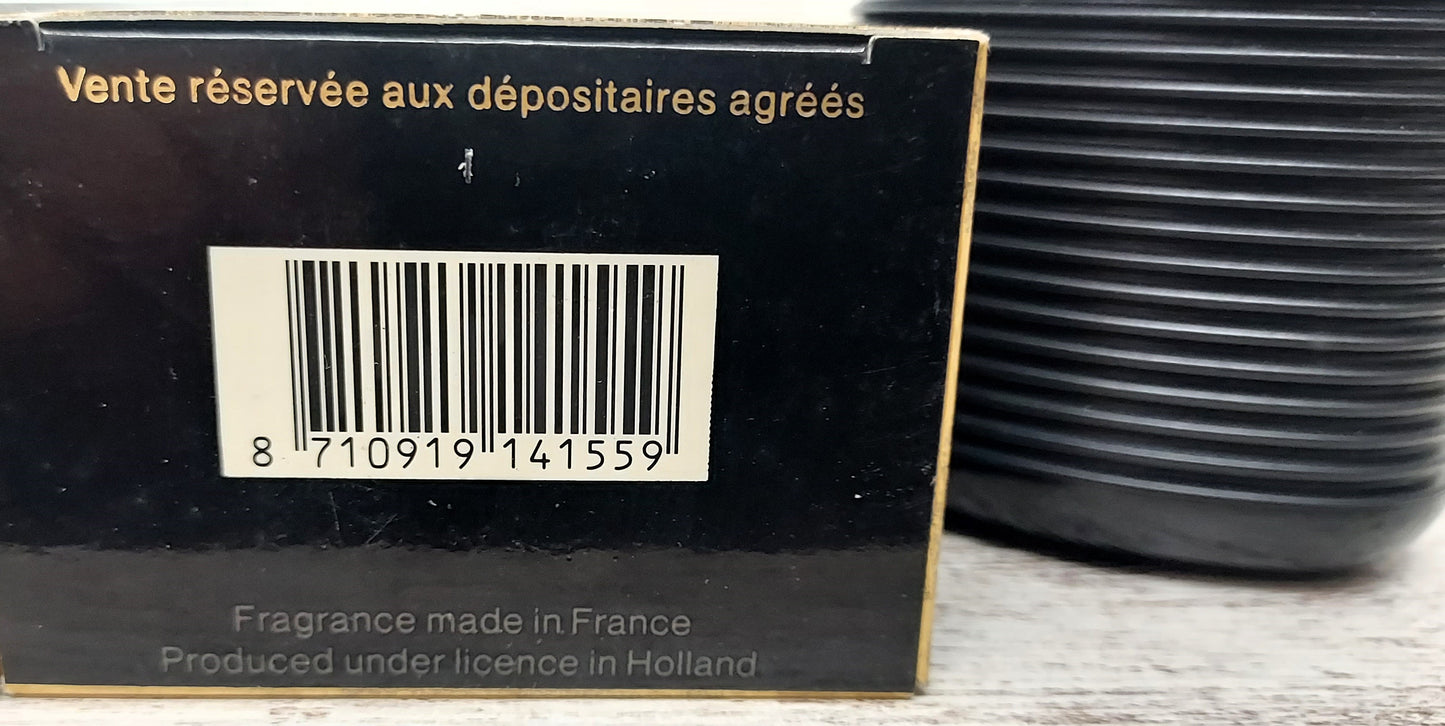 Vente réservée aux dépositaires agréés
8 710919 141559
Fragrance made in France
Produced under licence in Holland